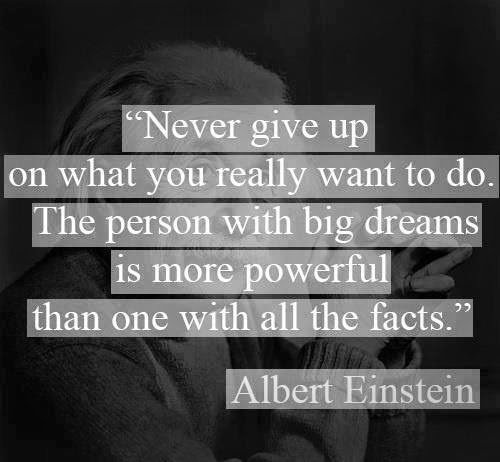 “Never give up
on what you really want to do.
The person with big dreams
is more powerful
than one with all the facts.”
Albert Einstein